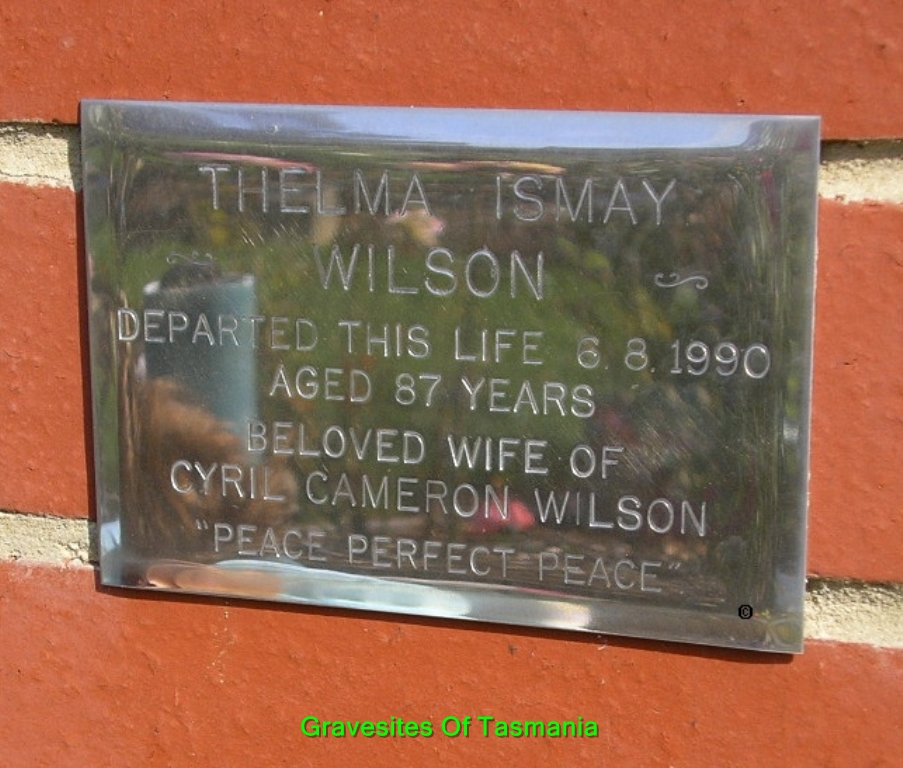 THELMA ISMAY
WILSON
DEPARTED THIS LIFE 6.8.1990
AGED 87 YEARS
BELOVED WIFE OF
CYRIL CAMERON WILSON
"PEACE PERFECT PEACE"
©
Gravesites Of Tasmania